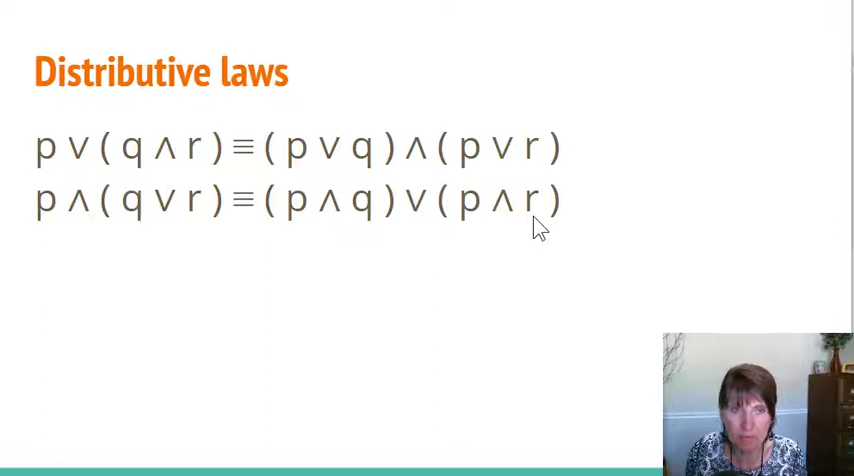 Distributive laws
p ∨ ( q ∧ r ) ≡ ( p ∨ q ) ∧ ( p ∨ r )
p ∧ ( q ∨ r ) ≡ ( p ∧ q ) ∨ ( p ∧ r )